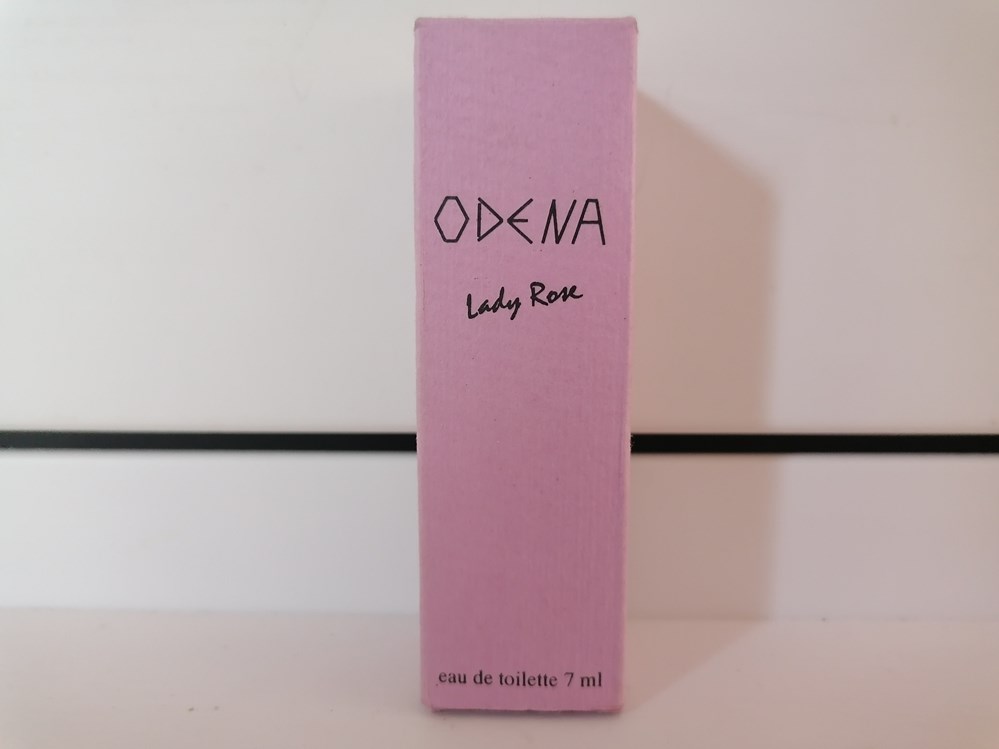 ODENA
Lady Rose
eau de toilette 7 ml